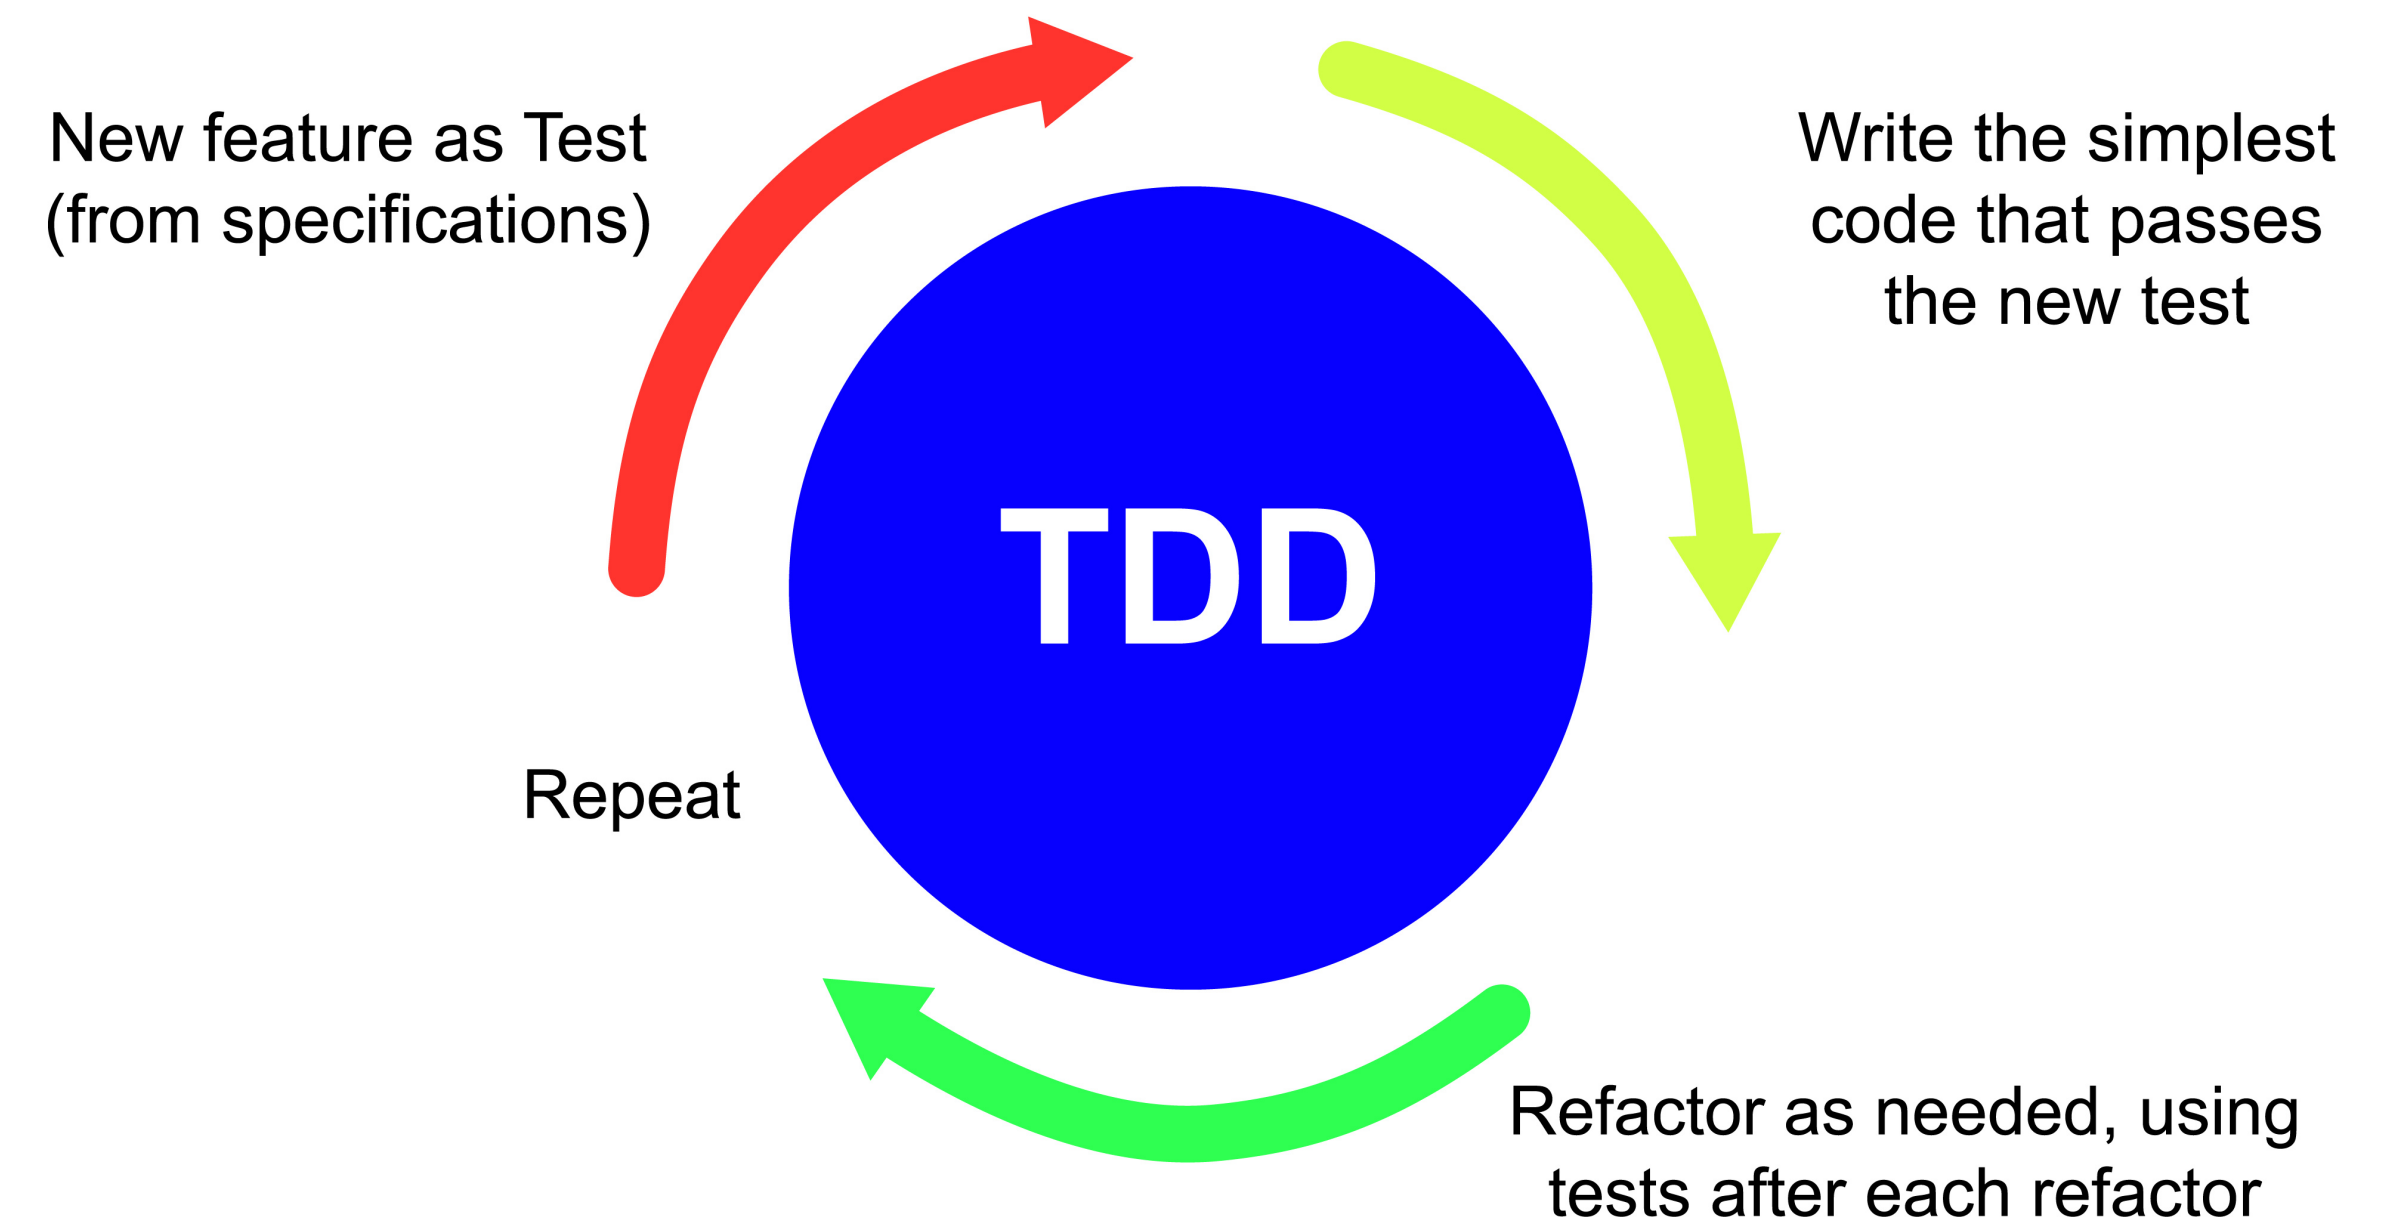 New feature as Test
(from specifications)
Write the simplest
code that passes
the new test
TDD
Repeat
Refactor as needed, using
tests after each refactor